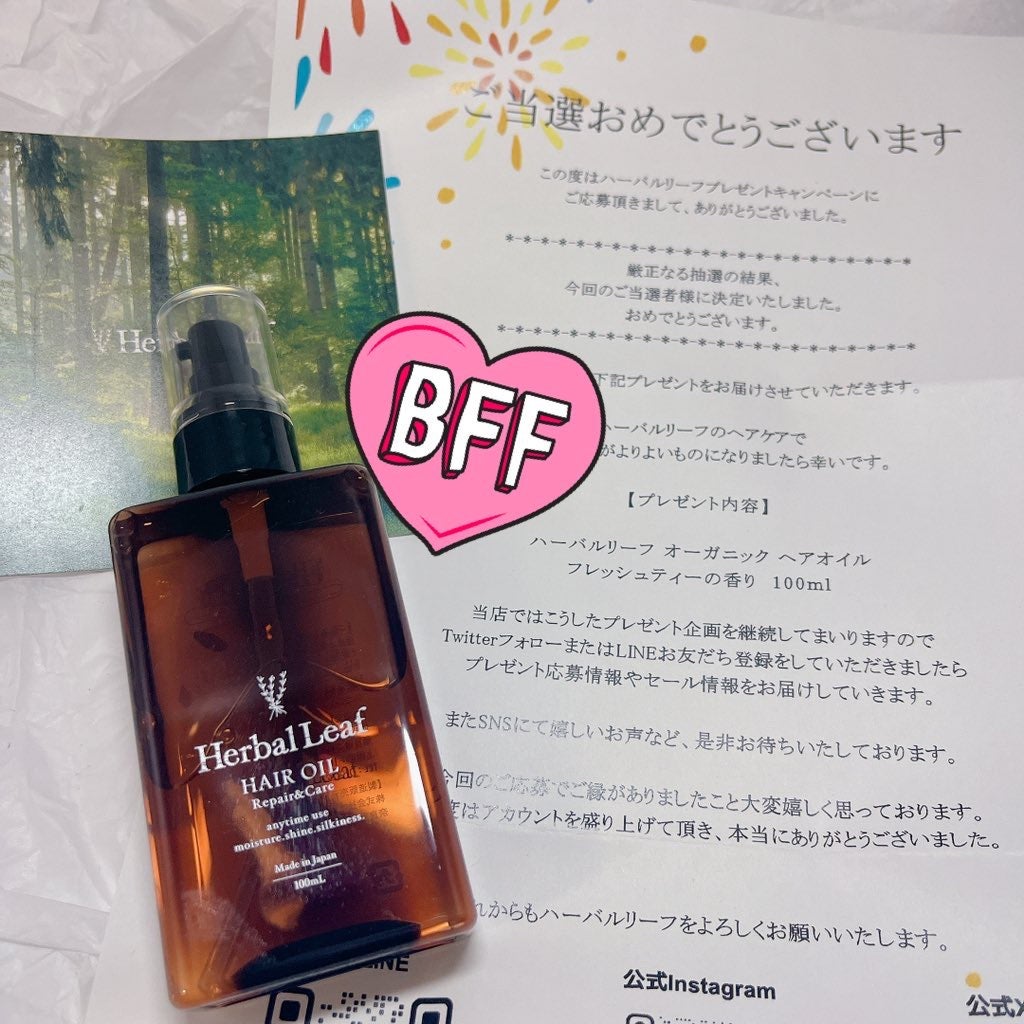 ご当選おめでとうございます
この度はハーバルリーフプレゼントキャンペーンに
ご応募頂きまして、ありがとうございました。
*-*-*-*-*-*-*-*-*-*-*-*-*-*-*-*-*-*-*-*-*
厳正なる抽選の結果、
今回のご当選者様に決定いたしました。
おめでとうございます。
*-*-*-*-*-*-*-*-*-*-*-*-*-*-*-*-*-*-*-*-*
下記プレゼントをお届けさせていただきます。
ーバルリーフのヘアケアで
がよりよいものになりましたら幸いです。
【プレゼント内容】
ハーバルリーフ オーガニック ヘアオイル
フレッシュティーの香り 100ml
当店ではこうしたプレゼント企画を継続してまいりますので
TwitterフォローまたはLINEお友だち登録をしていただきましたら
プレゼント応募情報やセール情報をお届けしていきます。
またSNSにて嬉しいお声など、是非お待ちいたしております。
今回のご応募でご縁がありましたこと大変嬉しく思っております。
度はアカウントを盛り上げて頂き、本当にありがとうございました。
れからもハーバルリーフをよろしくお願いいたします。
LINE
公式Instagram
公式X
BFF
He
Herbal Leaf
HAIR OIL
Repair&Care
anytime use
moisture.shine.silkiness.
Made in Japan
100mL